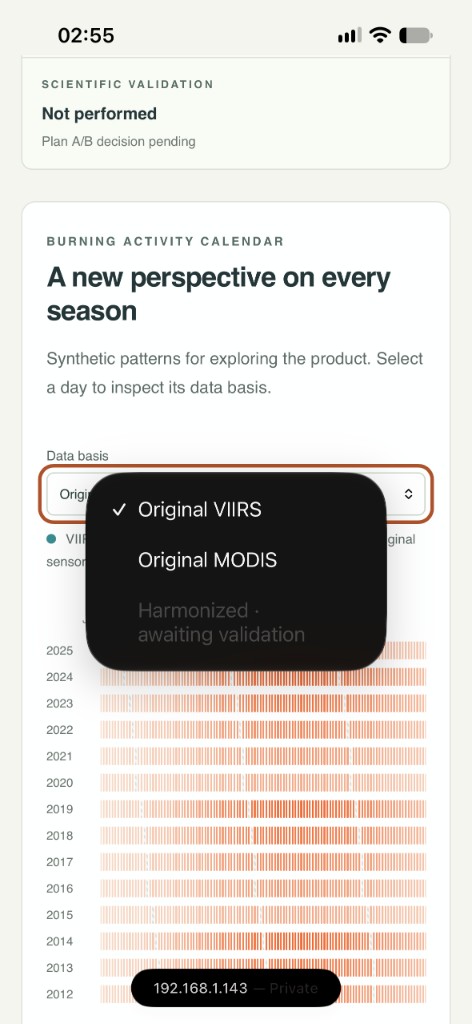 02:55
SCIENTIFIC VALIDATION
Not performed
Plan A/B decision pending
BURNING ACTIVITY CALENDAR
A new perspective on every
season
Synthetic patterns for exploring the product. Select
a day to inspect its data basis.
Data basis
✓ Original VIIRS
Original MODIS
Harmonized ·
awaiting validation
2025
2024
2023
2022
2021
2020
2019
2018
2017
2016
2015
2014
2013
2012
192.168.1.143 — Private